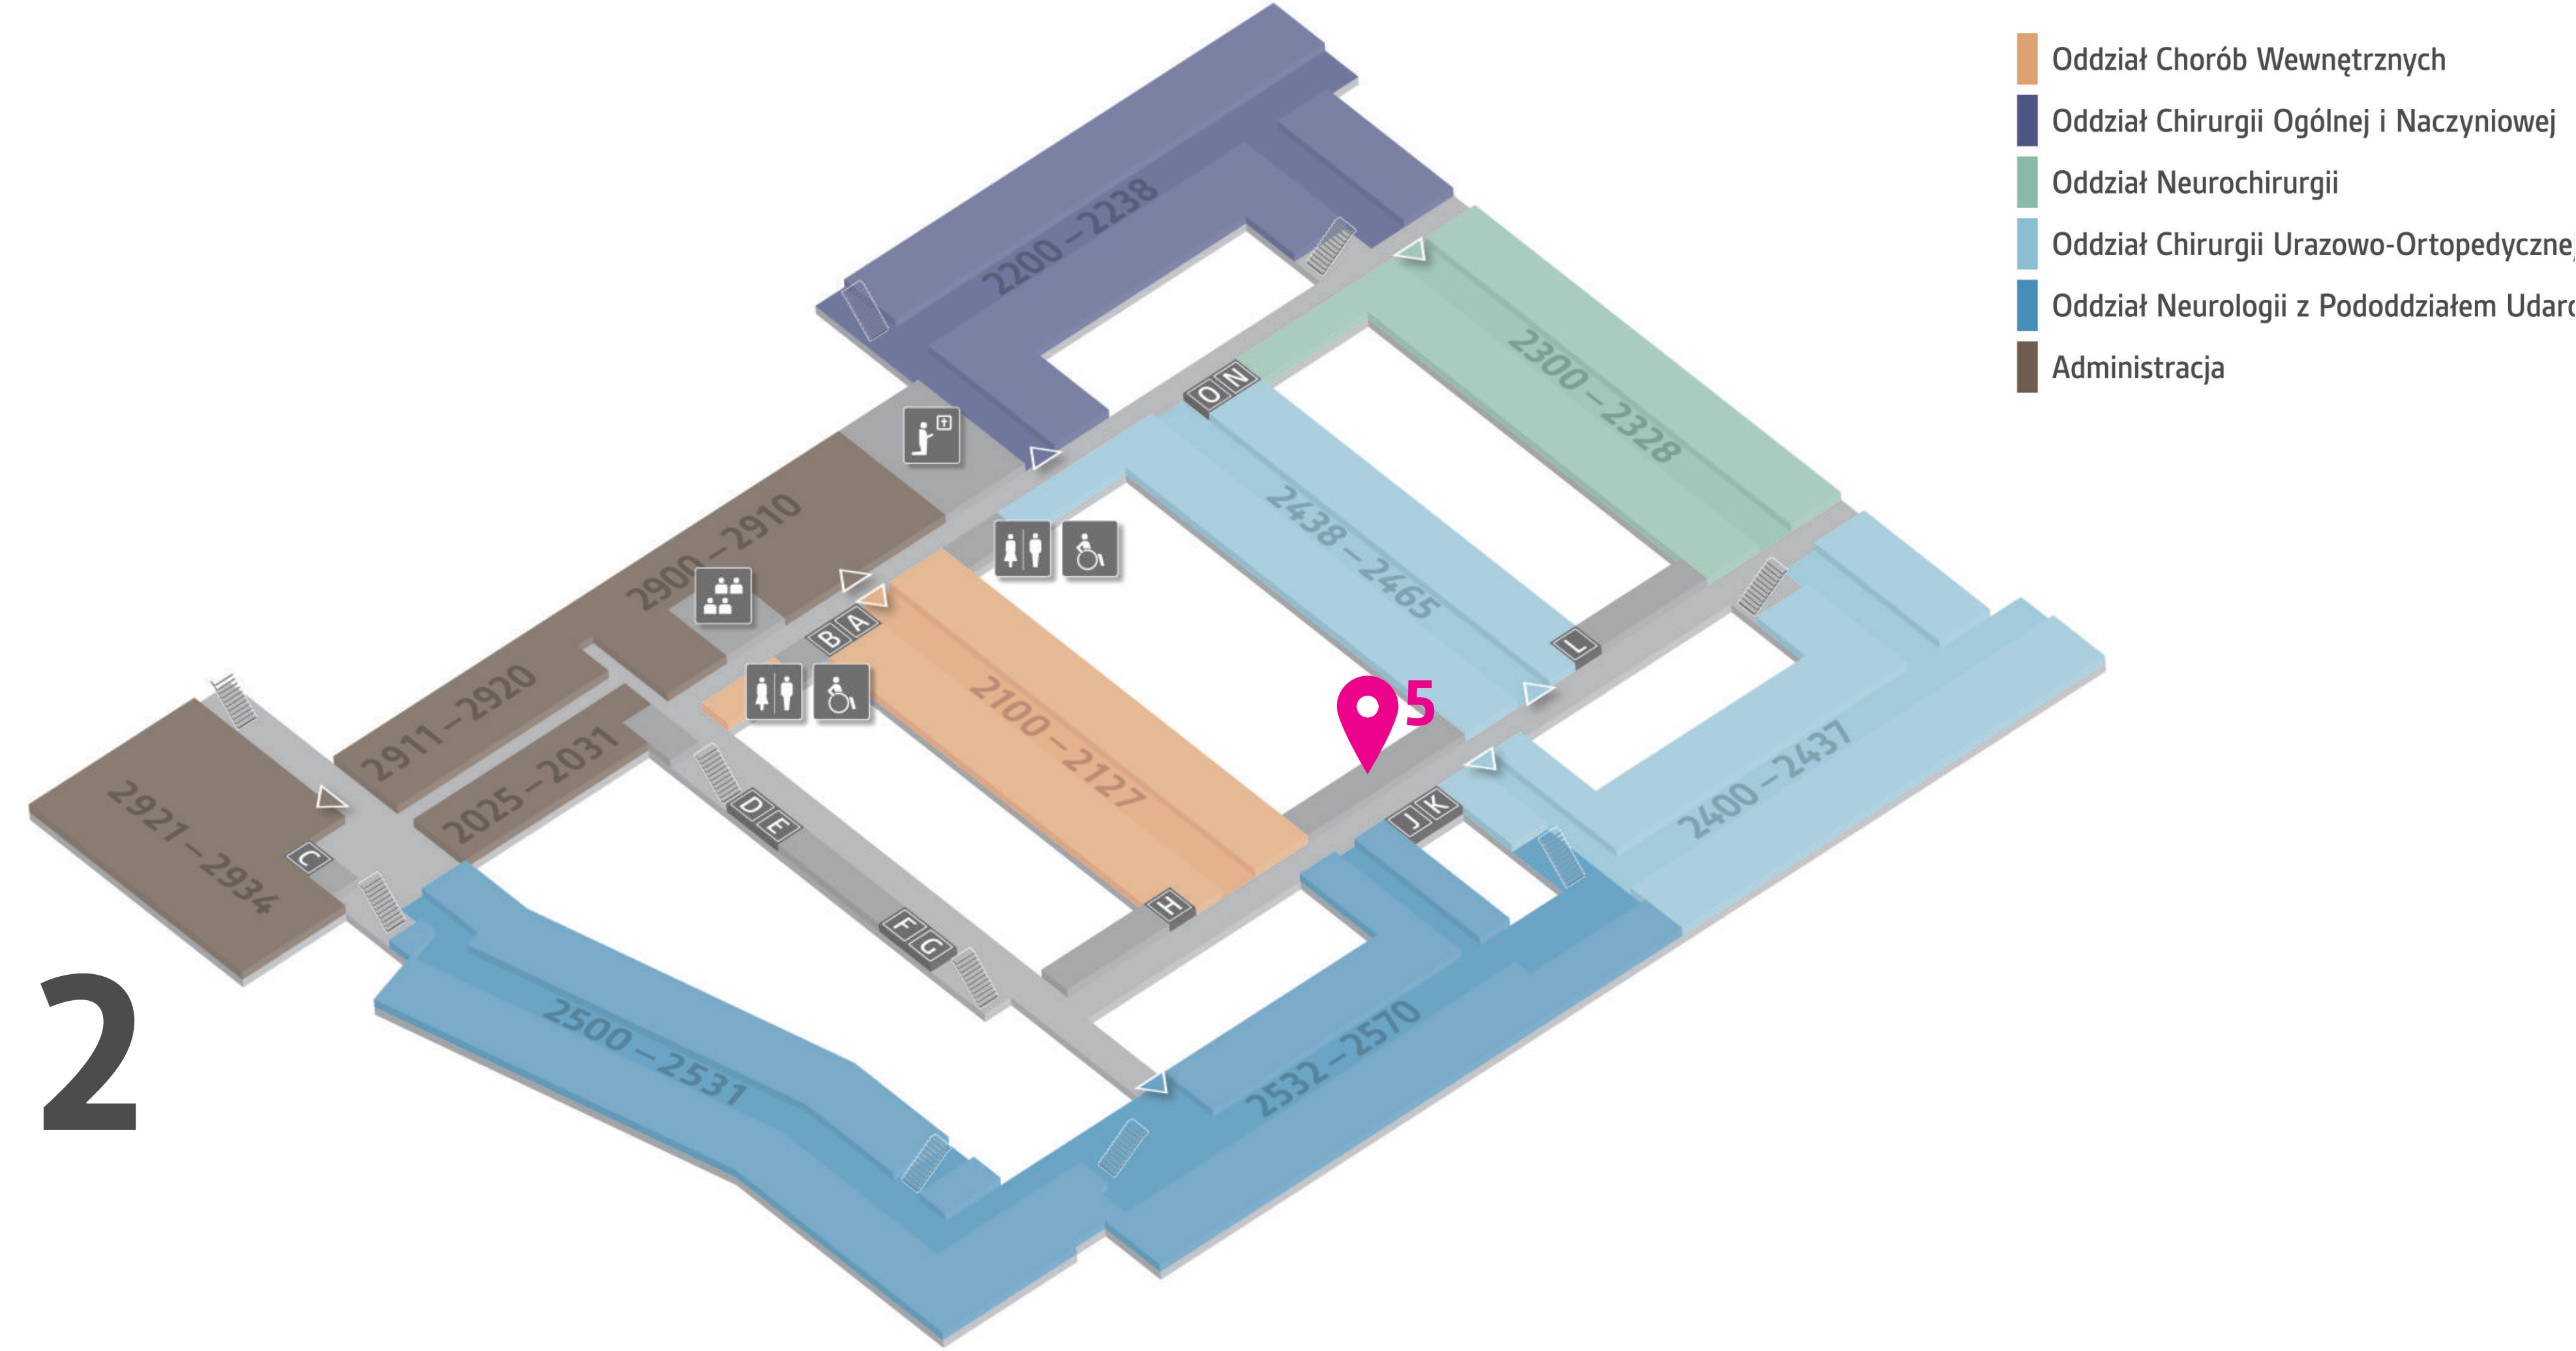 Oddział Chorób Wewnętrznych
Oddział Chirurgii Ogólnej i Naczyniowej
Oddział Neurochirurgii
Oddział Chirurgii Urazowo-Ortopedycznej
Oddział Neurologii z Pododdziałem
Administracja
2200 – 2238
2300 – 2328
O N
2438 – 2465
2900 – 2910
B A
L
2100 – 2127
5
2911 – 2920
2025 – 2031
2400 – 2437
2921 – 2934
C
D E
J K
H
F G
2
2500 – 2531
2532 – 2570